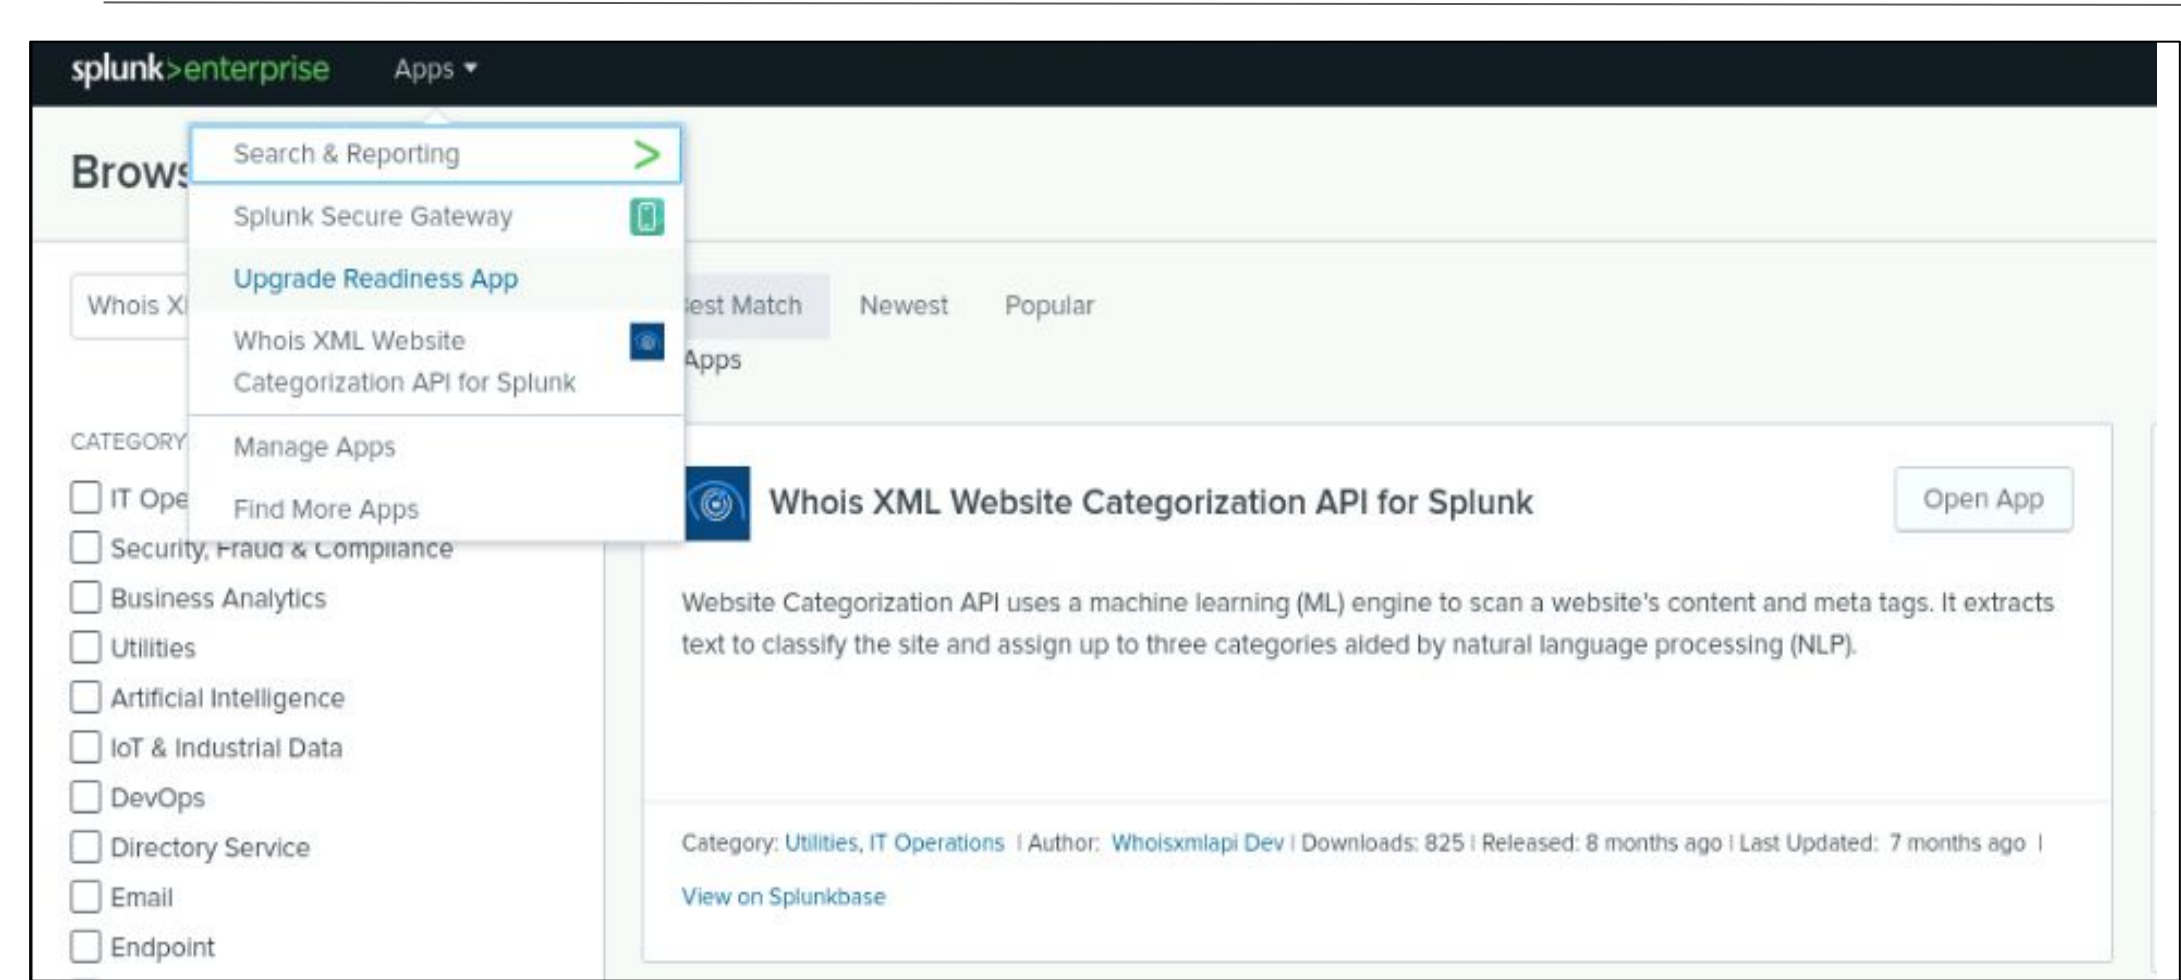 splunk>enterprise Apps
Search & Reporting
Brows
Splunk Secure Gateway
Upgrade Readiness App
Whois X
est Match Newest Popular
Whois XML Website
Categorization API for Splunk
Apps
CATEGORY
Manage Apps
IT Ope
Find More Apps
Whois XML Website Categorization API for Splunk
Open App
Security, Fraud & Compliance
Business Analytics
Utilities
Artificial Intelligence
IoT & Industrial Data
DevOps
Directory Service
Email
Endpoint
Website Categorization API uses a machine learning (ML) engine to scan a website's content and meta tags. It extracts
text to classify the site and assign up to three categories aided by natural language processing (NLP).
Category: Utilities, IT Operations | Author: Whoisxmlapi Dev | Downloads: 825 | Released: 8 months ago | Last Updated: 7 months ago |
View on Splunkbase